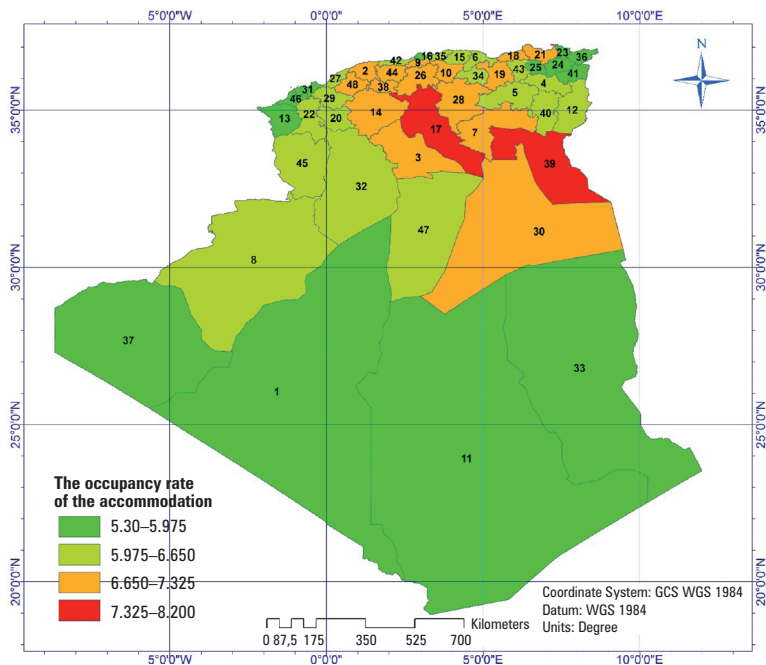 5°0'0"W 0°0'0" 5°0'0"E 10°0'0"E
N
42 16 35 15 6 18 21 23 36
2 44 9 26 10 34 19 43 25 24 41
27 48 38 28 5 4
31 46 29 14 12
35°0'0"N 13 22 20 17 7 40 35°0'0"N
45 3 39
32
47 30
8
30°0'0"N 30°0'0"N
37 33
1
25°0'0"N 25°0'0"N
11
The occupancy rate
of the accommodation
5.30–5.975
5.975–6.650
6.650–7.325
7.325–8.200
20°0'0"N 20°0'0"N
Coordinate System: GCS WGS 1984
Datum: WGS 1984
Units: Degree
Kilometers
0 87,5 175 350 525 700
5°0'0"W 0°0'0" 5°0'0"E 10°0'0"E